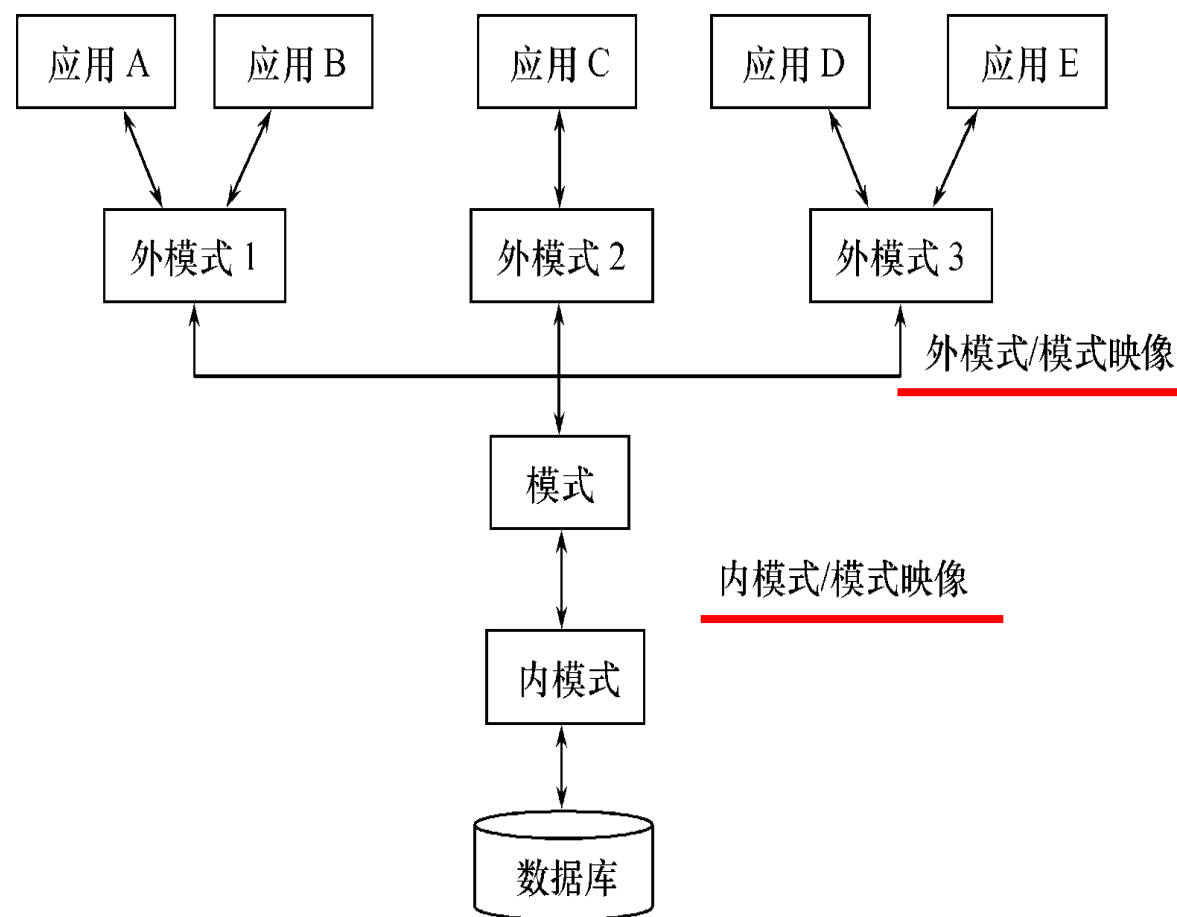 应用 A
应用 B
应用 C
应用 D
应用 E
外模式 1
外模式 2
外模式 3
外模式/模式映像
模式
内模式/模式映像
内模式
数据库